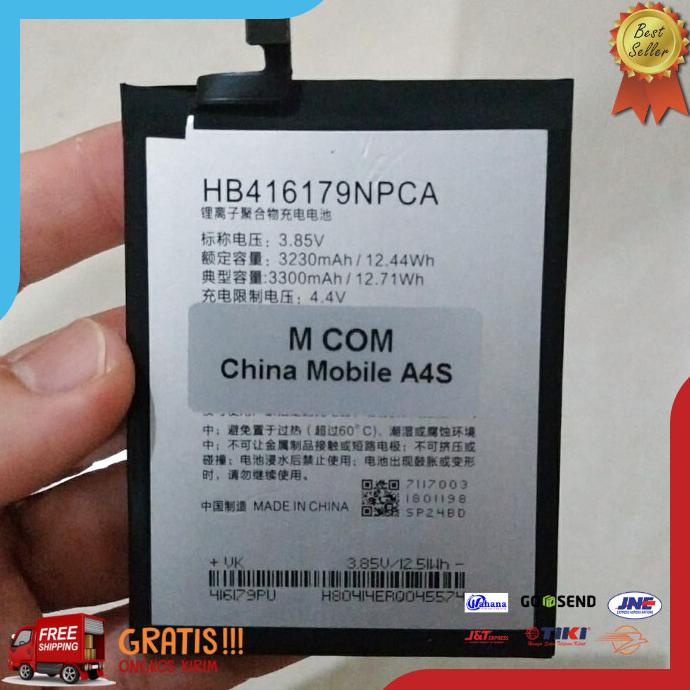 Best
Seller
HB416179NPCA
锂离子聚合物充电电池
标称电压：3.85V
额定容量：3230mAh / 12.44Wh
典型容量:3300mAh / 12.71Wh
充电限制电压：4.4V
M COM
China Mobile A4S
中；避免置于过热（超过60℃)、潮湿或腐蚀环境
中；不可让金属制品接触或短路电极；不可挤压或
碰撞；电池浸水后禁止使用；电池出现鼓胀或变形
时，请勿继续使用。
中国制造 MADE IN CHINA
7117003
1801198
SP24BD
+ VK 3.85V/12.51Wh -
416179PU H80414ERQ045574
FREE
SHIPPING
GRATIS!!!
ONGKOS KIRIM
Wahana
GO SEND
JNE
EXPRESS ACROSS NATIONS
J&T EXPRESS
TIKI